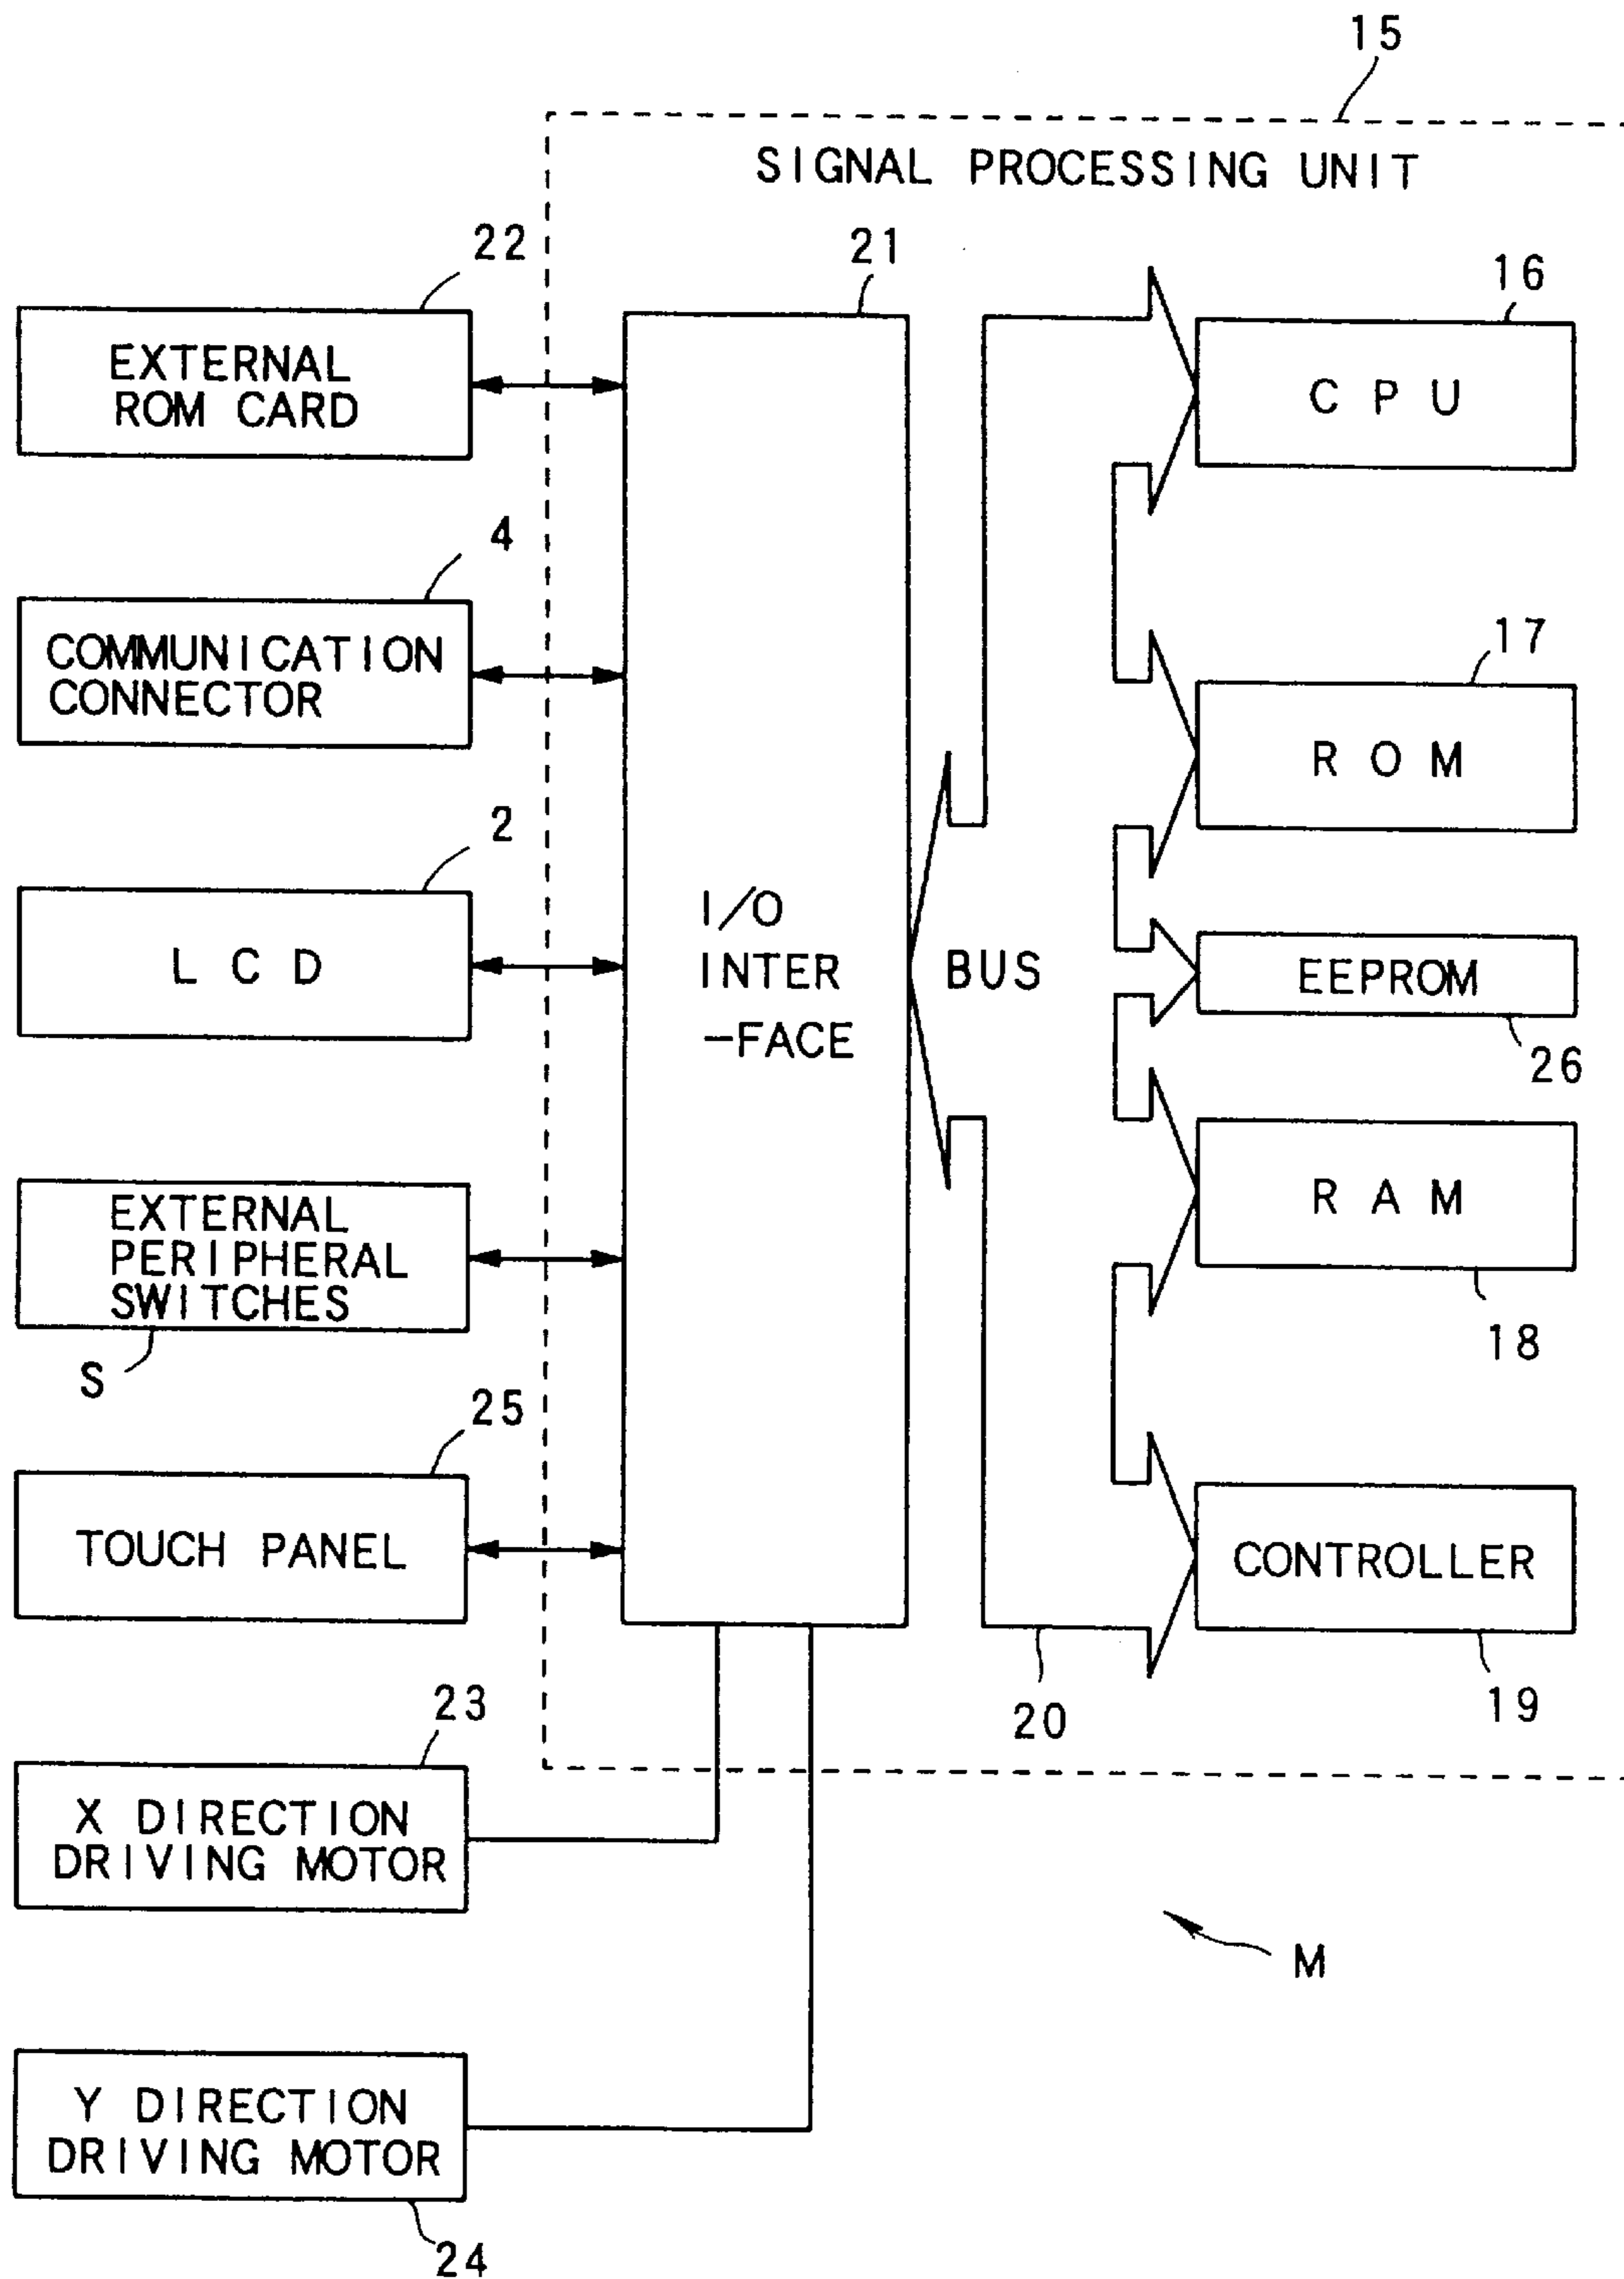 15
SIGNAL PROCESSING UNIT
22
21
16
EXTERNAL
ROM CARD
C P U
4
COMMUNICATION
CONNECTOR
17
R O M
2
L C D
I/O
INTER
-FACE
BUS
EEPROM
26
EXTERNAL
PERIPHERAL
SWITCHES
S
R A M
18
25
TOUCH PANEL
CONTROLLER
19
20
23
X DIRECTION
DRIVING MOTOR
M
Y DIRECTION
DRIVING MOTOR
24